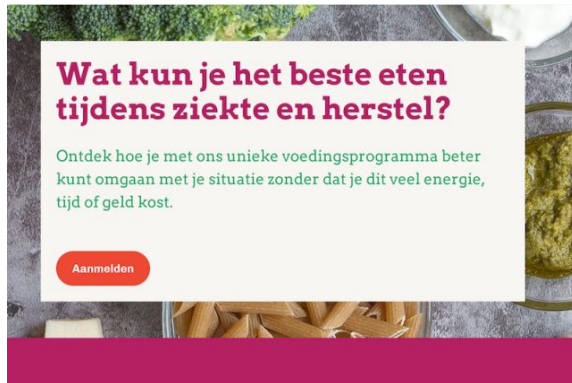 Wat kun je het beste eten
tijdens ziekte en herstel?
Ontdek hoe je met ons unieke voedingsprogramma beter
kunt omgaan met je situatie zonder dat je dit veel energie,
tijd of geld kost.
Aanmelden